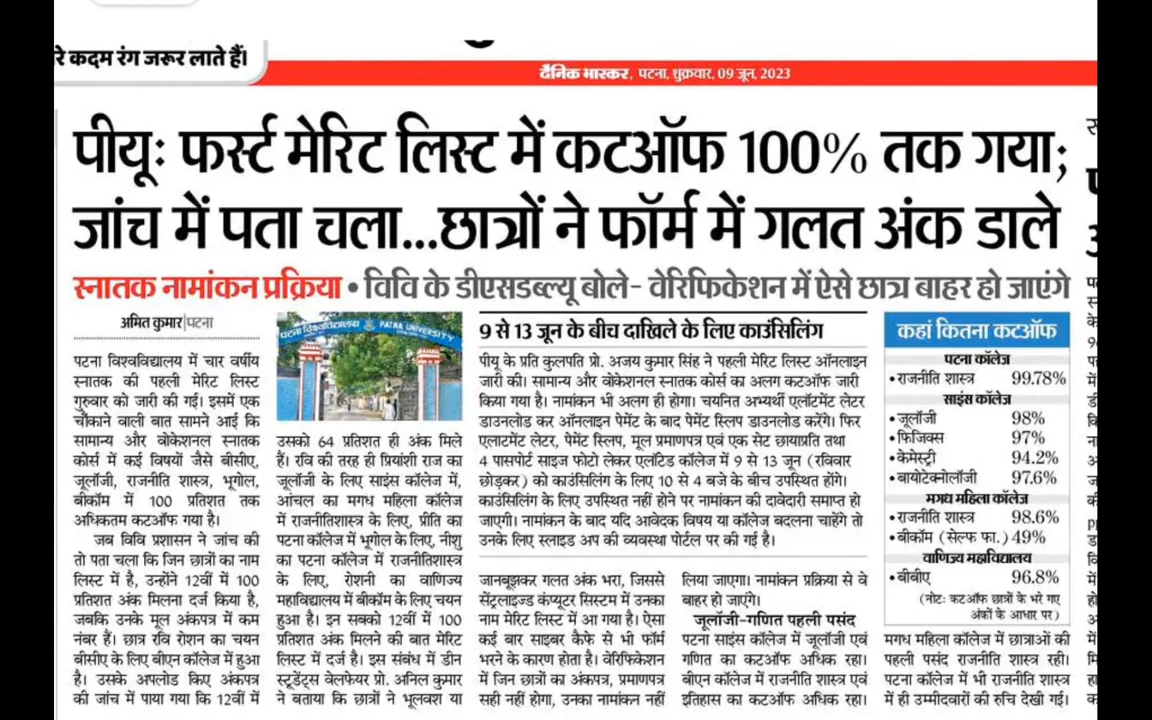 रे कदम रंग जरूर लाते हैं।
दैनिक भास्कर, पटना, शुक्रवार, 09 जून, 2023
पीयू: फर्स्ट मेरिट लिस्ट में कटऑफ 100% तक गया;
जांच में पता चला...छात्रों ने फॉर्म में गलत अंक डाले
स्नातक नामांकन प्रक्रिया • विवि के डीएसडब्ल्यू बोले- वेरिफिकेशन में ऐसे छात्र बाहर हो जाएंगे
अमित कुमार|पटना
पटना विश्वविद्यालय में चार वर्षीय
स्नातक की पहली मेरिट लिस्ट
गुरुवार को जारी की गई। इसमें एक
चौंकाने वाली बात सामने आई कि
सामान्य और वोकेशनल स्नातक
कोर्स में कई विषयों जैसे बीसीए,
जूलॉजी, राजनीति शास्त्र, भूगोल,
बीकॉम में 100 प्रतिशत तक
अधिकतम कटऑफ गया है।
जब विवि प्रशासन ने जांच की
तो पता चला कि जिन छात्रों का नाम
लिस्ट में है, उन्होंने 12वीं में 100
प्रतिशत अंक मिलना दर्ज किया है,
जबकि उनके मूल अंकपत्र में कम
नंबर हैं। छात्र रवि रोशन का चयन
बीसीए के लिए बीएन कॉलेज में हुआ
है। उसके अपलोड किए अंकपत्र
की जांच में पाया गया कि 12वीं में
पटना विश्वविद्यालय PATNA UNIVERSITY
उसको 64 प्रतिशत ही अंक मिले
हैं। रवि की तरह ही प्रियांशी राज का
जूलॉजी के लिए साइंस कॉलेज में,
आंचल का मगध महिला कॉलेज
में राजनीतिशास्त्र के लिए, प्रीति का
पटना कॉलेज में भूगोल के लिए, नीशु
का पटना कॉलेज में राजनीतिशास्त्र
के लिए, रोशनी का वाणिज्य
महाविद्यालय में बीकॉम के लिए चयन
हुआ है। इन सबको 12वीं में 100
प्रतिशत अंक मिलने की बात मेरिट
लिस्ट में दर्ज है। इस संबंध में डीन
स्टूडेंट्स वेलफेयर प्रो. अनिल कुमार
ने बताया कि छात्रों ने भूलवश या
9 से 13 जून के बीच दाखिले के लिए काउंसिलिंग
पीयू के प्रति कुलपति प्रो. अजय कुमार सिंह ने पहली मेरिट लिस्ट ऑनलाइन
जारी की। सामान्य और वोकेशनल स्नातक कोर्स का अलग कटऑफ जारी
किया गया है। नामांकन भी अलग ही होगा। चयनित अभ्यर्थी एलॉटमेंट लेटर
डाउनलोड कर ऑनलाइन पेमेंट के बाद पेमेंट स्लिप डाउनलोड करेंगे। फिर
एलाटमेंट लेटर, पेमेंट स्लिप, मूल प्रमाणपत्र एवं एक सेट छायाप्रति तथा
4 पासपोर्ट साइज फोटो लेकर एलॉटेड कॉलेज में 9 से 13 जून (रविवार
छोड़कर) को काउंसिलिंग के लिए 10 से 4 बजे के बीच उपस्थित होंगे।
काउंसिलिंग के लिए उपस्थित नहीं होने पर नामांकन की दावेदारी समाप्त हो
जाएगी। नामांकन के बाद यदि आवेदक विषय या कॉलेज बदलना चाहेंगे तो
उनके लिए स्लाइड अप की व्यवस्था पोर्टल पर की गई है।
जानबूझकर गलत अंक भरा, जिससे
सेंट्रलाइज्ड कंप्यूटर सिस्टम में उनका
नाम मेरिट लिस्ट में आ गया है। ऐसा
कई बार साइबर कैफे से भी फॉर्म
भरने के कारण होता है। वेरिफिकेशन
में जिन छात्रों का अंकपत्र, प्रमाणपत्र
सही नहीं होगा, उनका नामांकन नहीं
लिया जाएगा। नामांकन प्रक्रिया से वे
बाहर हो जाएंगे।
जूलॉजी-गणित पहली पसंद
पटना साइंस कॉलेज में जूलॉजी एवं
गणित का कटऑफ अधिक रहा।
बीएन कॉलेज में राजनीति शास्त्र एवं
इतिहास का कटऑफ अधिक रहा।
कहां कितना कटऑफ
पटना कॉलेज
• राजनीति शास्त्र 99.78%
साइंस कॉलेज
• जूलॉजी 98%
• फिजिक्स 97%
• केमेस्ट्री 94.2%
• बायोटेक्नोलॉजी 97.6%
मगध महिला कॉलेज
• राजनीति शास्त्र 98.6%
• बीकॉम (सेल्फ फा.) 49%
वाणिज्य महाविद्यालय
• बीबीए 96.8%
(नोट: कटऑफ छात्रों के भरे गए
अंकों के आधार पर)
मगध महिला कॉलेज में छात्राओं की
पहली पसंद राजनीति शास्त्र रही।
पटना कॉलेज में भी राजनीति शास्त्र
में ही उम्मीदवारों की रुचि देखी गई।